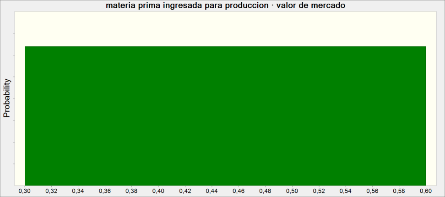 materia prima ingresada para produccion - valor de mercado
Probability
0,30 0,32 0,34 0,36 0,38 0,40 0,42 0,44 0,46 0,48 0,50 0,52 0,54 0,56 0,58 0,60